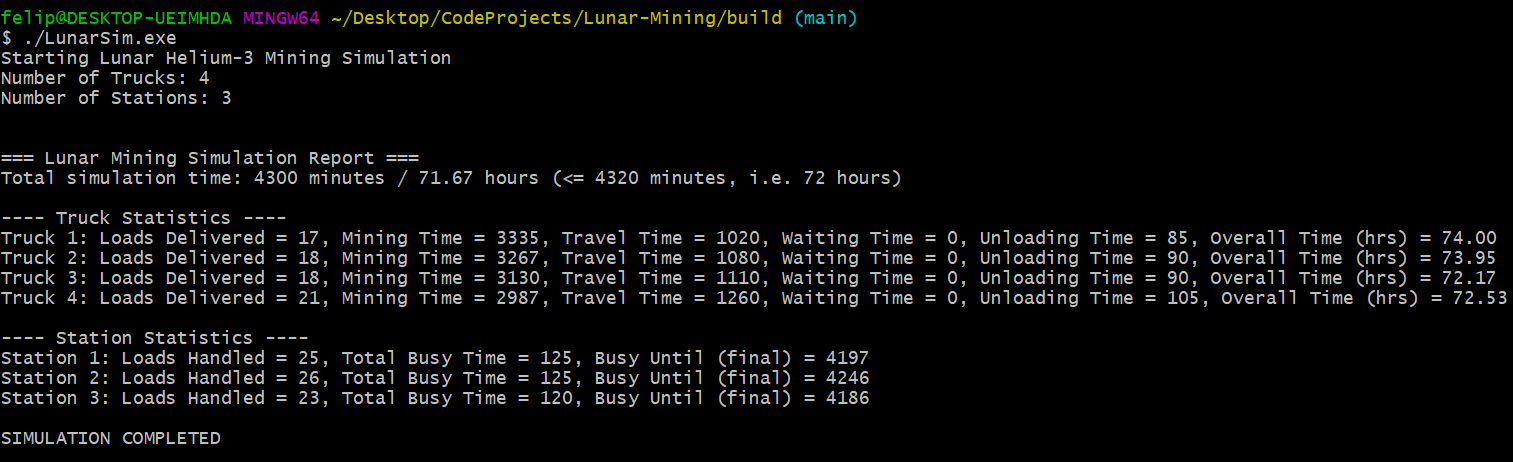 felip@DESKTOP-UEIMHDA MINGW64 ~/Desktop/CodeProjects/Lunar-Mining/build (main)
$ ./LunarSim.exe
Starting Lunar Helium-3 Mining Simulation
Number of Trucks: 4
Number of Stations: 3
=== Lunar Mining Simulation Report ===
Total simulation time: 4300 minutes / 71.67 hours (<= 4320 minutes, i.e. 72 hours)
---- Truck Statistics ----
Truck 1: Loads Delivered = 17, Mining Time = 3335, Travel Time = 1020, Waiting Time = 0, Unloading Time = 85, Overall Time (hrs) = 74.00
Truck 2: Loads Delivered = 18, Mining Time = 3267, Travel Time = 1080, Waiting Time = 0, Unloading Time = 90, Overall Time (hrs) = 73.95
Truck 3: Loads Delivered = 18, Mining Time = 3130, Travel Time = 1110, Waiting Time = 0, Unloading Time = 90, Overall Time (hrs) = 72.17
Truck 4: Loads Delivered = 21, Mining Time = 2987, Travel Time = 1260, Waiting Time = 0, Unloading Time = 105, Overall Time (hrs) = 72.53
---- Station Statistics ----
Station 1: Loads Handled = 25, Total Busy Time = 125, Busy Until (final) = 4197
Station 2: Loads Handled = 26, Total Busy Time = 125, Busy Until (final) = 4246
Station 3: Loads Handled = 23, Total Busy Time = 120, Busy Until (final) = 4186
SIMULATION COMPLETED